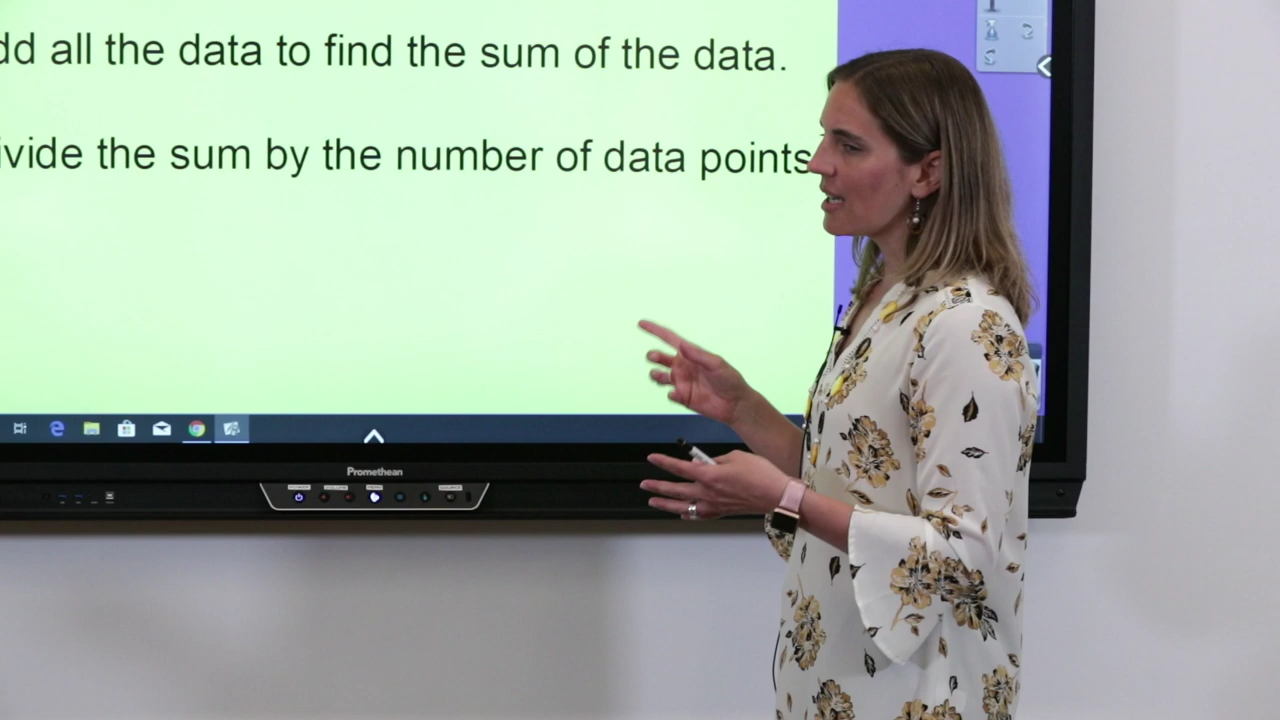 dd all the data to find the sum of the data.
ivide the sum by the number of data points
Promethean